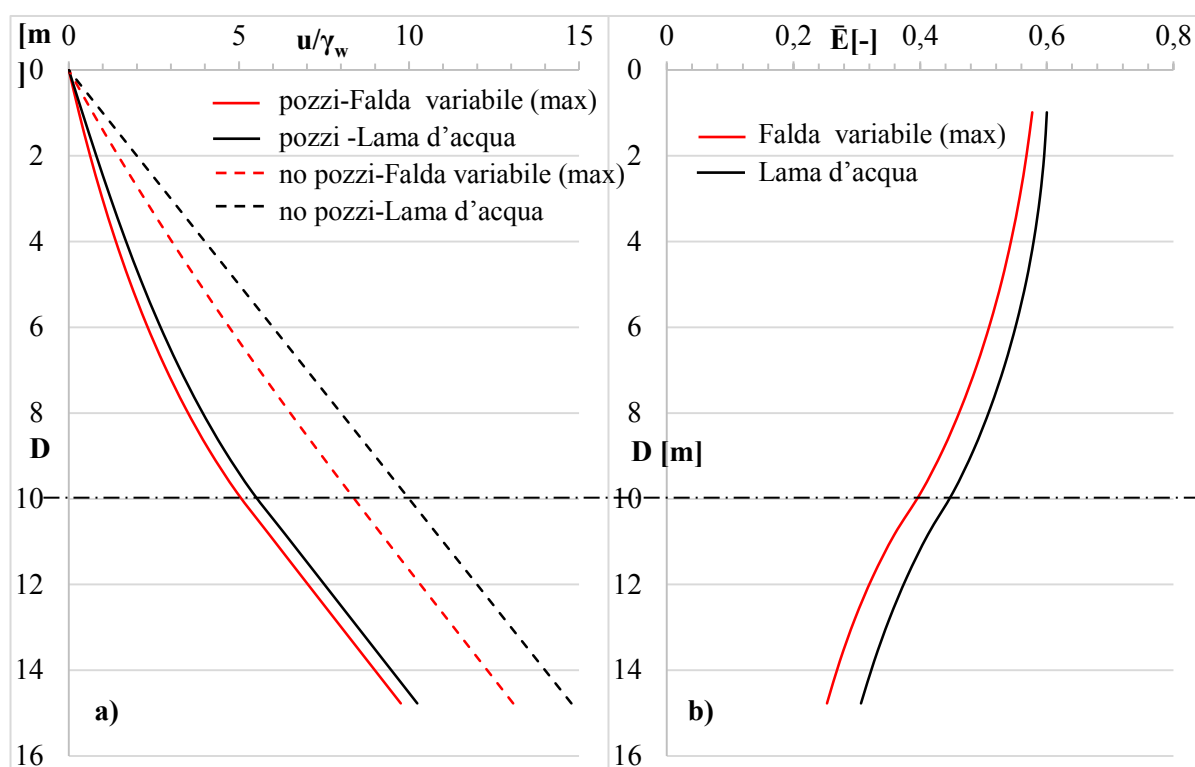 [m
]
0 5 u/γw 10 15
0
2
4
6
8
D
10
12
14
16
pozzi-Falda variabile (max)
pozzi -Lama d'acqua
no pozzi-Falda variabile (max)
no pozzi-Lama d'acqua
a)
0 0,2 Ē[-] 0,4 0,6 0,8
0
2
4
6
8
D [m]
10
12
14
16
Falda variabile (max)
Lama d'acqua
b)